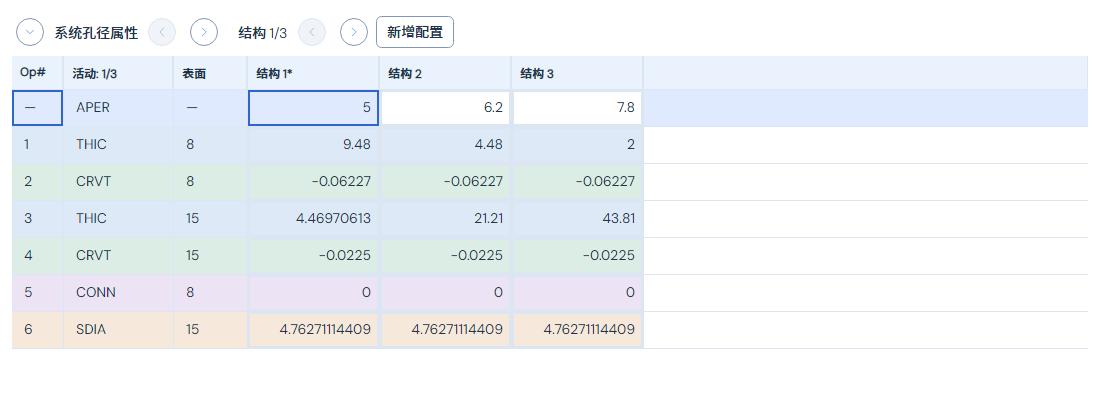 系统孔径属性 结构 1/3 新增配置
Op# 活动: 1/3 表面 结构 1* 结构 2 结构 3
— APER — 5 6.2 7.8
1 THIC 8 9.48 4.48 2
2 CRVT 8 -0.06227 -0.06227 -0.06227
3 THIC 15 4.46970613 21.21 43.81
4 CRVT 15 -0.0225 -0.0225 -0.0225
5 CONN 8 0 0 0
6 SDIA 15 4.76271114409 4.76271114409 4.76271114409